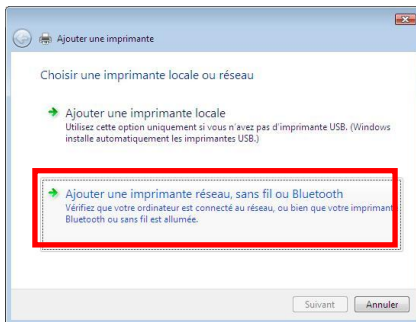 Ajouter une imprimante
Choisir une imprimante locale ou réseau
Ajouter une imprimante locale
Utilisez cette option uniquement si vous n'avez pas d'imprimante USB. (Windows
installe automatiquement les imprimantes USB.)
Ajouter une imprimante réseau, sans fil ou Bluetooth
Vérifiez que votre ordinateur est connecté au réseau, ou bien que votre imprimant
Bluetooth ou sans fil est allumée.
Suivant Annuler